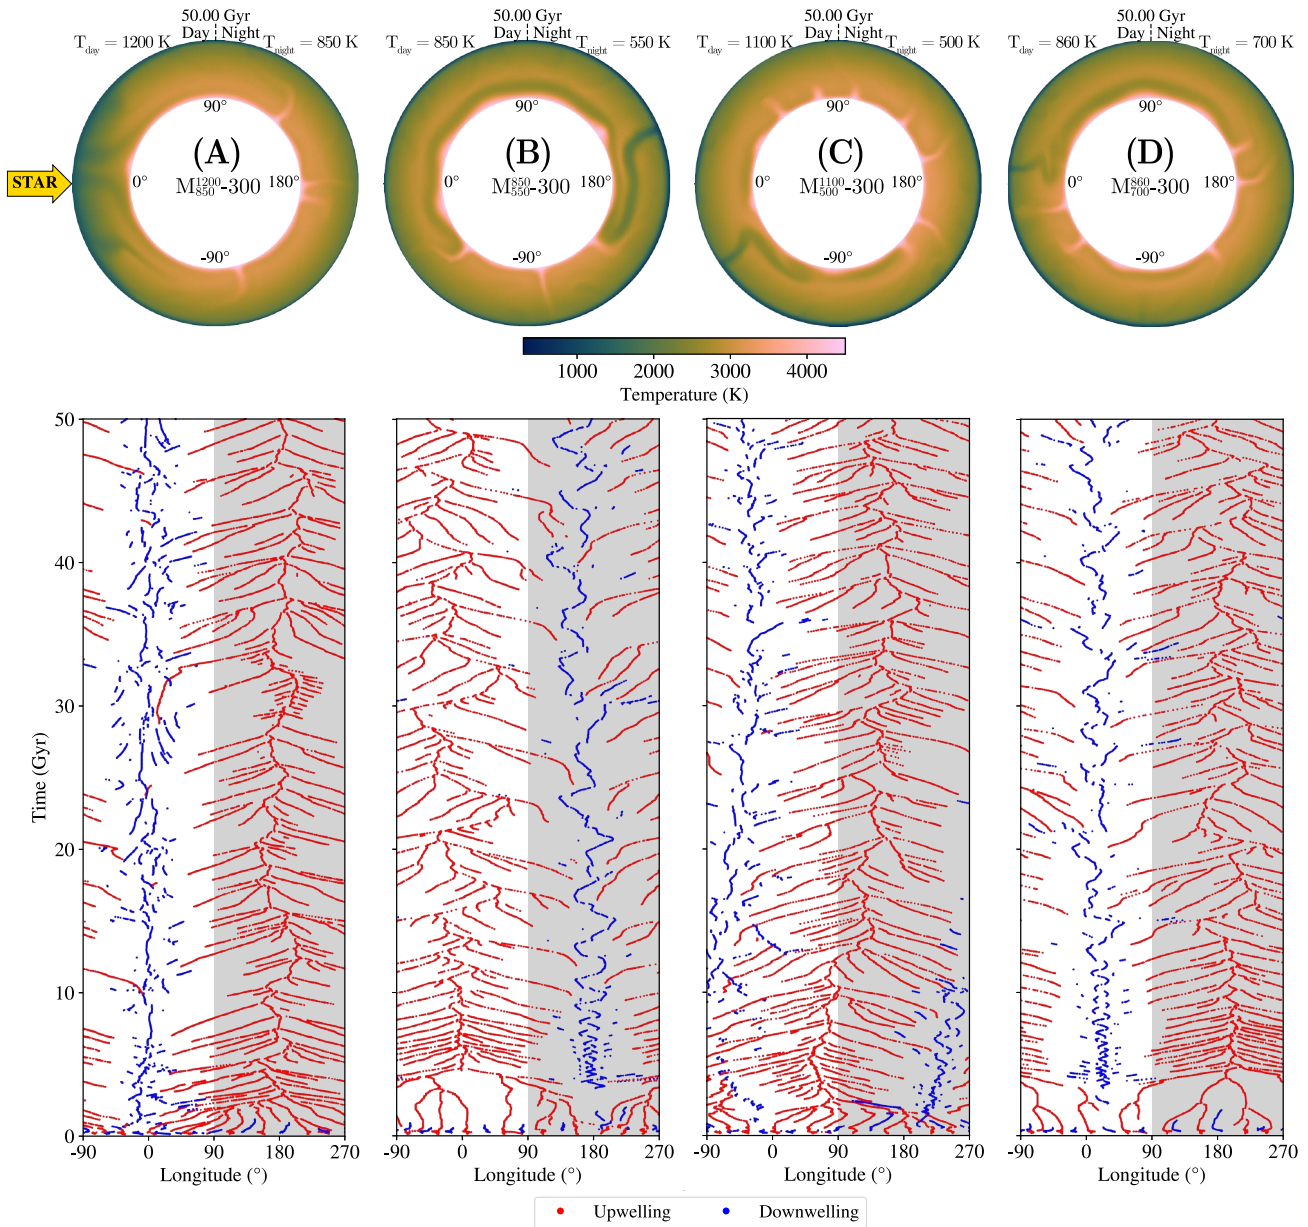 50.00 Gyr
Day Night
T_day = 1200 K T_night = 850 K
90°
(A)
0° M^1200_850-300 180°
-90°
50.00 Gyr
Day Night
T_day = 850 K T_night = 550 K
90°
(B)
0° M^850_550-300 180°
-90°
50.00 Gyr
Day Night
T_day = 1100 K T_night = 500 K
90°
(C)
0° M^1100_500-300 180°
-90°
50.00 Gyr
Day Night
T_day = 860 K T_night = 700 K
90°
(D)
0° M^860_700-300 180°
-90°
STAR
1000 2000 3000 4000
Temperature (K)
50
40
30
20
10
0
Time (Gyr)
-90 0 90 180 270
Longitude (°)
-90 0 90 180 270
Longitude (°)
-90 0 90 180 270
Longitude (°)
-90 0 90 180 270
Longitude (°)
Upwelling Downwelling